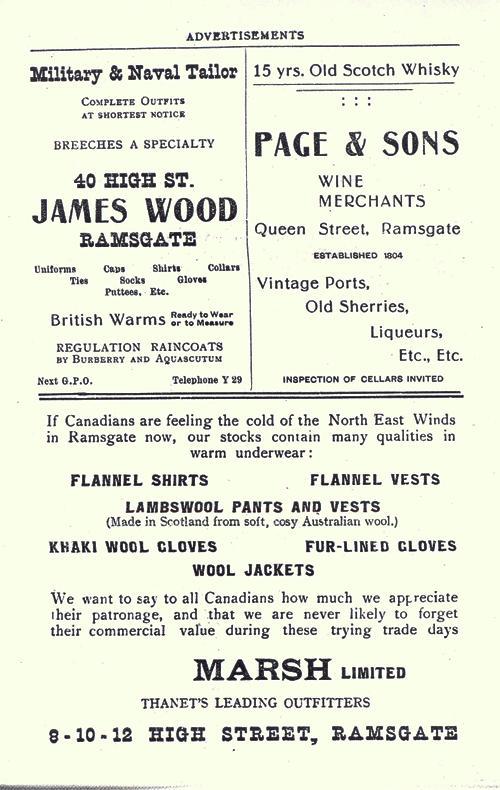 ADVERTISEMENTS
Military & Naval Tailor
COMPLETE OUTFITS
AT SHORTEST NOTICE
BREECHES A SPECIALTY
40 HIGH ST.
JAMES WOOD
RAMSGATE
Uniforms Caps Shirts Collars
Ties Socks Gloves
Puttees, Etc.
British Warms Ready to Wear
or to Measure
REGULATION RAINCOATS
BY BURBERRY AND AQUASCUTUM
Next G.P.O. Telephone Y 29
15 yrs. Old Scotch Whisky
: : :
PAGE & SONS
WINE
MERCHANTS
Queen Street, Ramsgate
ESTABLISHED 1804
Vintage Ports,
Old Sherries,
Liqueurs,
Etc., Etc.
INSPECTION OF CELLARS INVITED
If Canadians are feeling the cold of the North East Winds
in Ramsgate now, our stocks contain many qualities in
warm underwear:
FLANNEL SHIRTS FLANNEL VESTS
LAMBSWOOL PANTS AND VESTS
(Made in Scotland from soft, cosy Australian wool.)
KHAKI WOOL GLOVES FUR-LINED GLOVES
WOOL JACKETS
We want to say to all Canadians how much we appreciate
their patronage, and that we are never likely to forget
their commercial value during these trying trade days
MARSH LIMITED
THANET'S LEADING OUTFITTERS
8-10-12 HIGH STREET, RAMSGATE